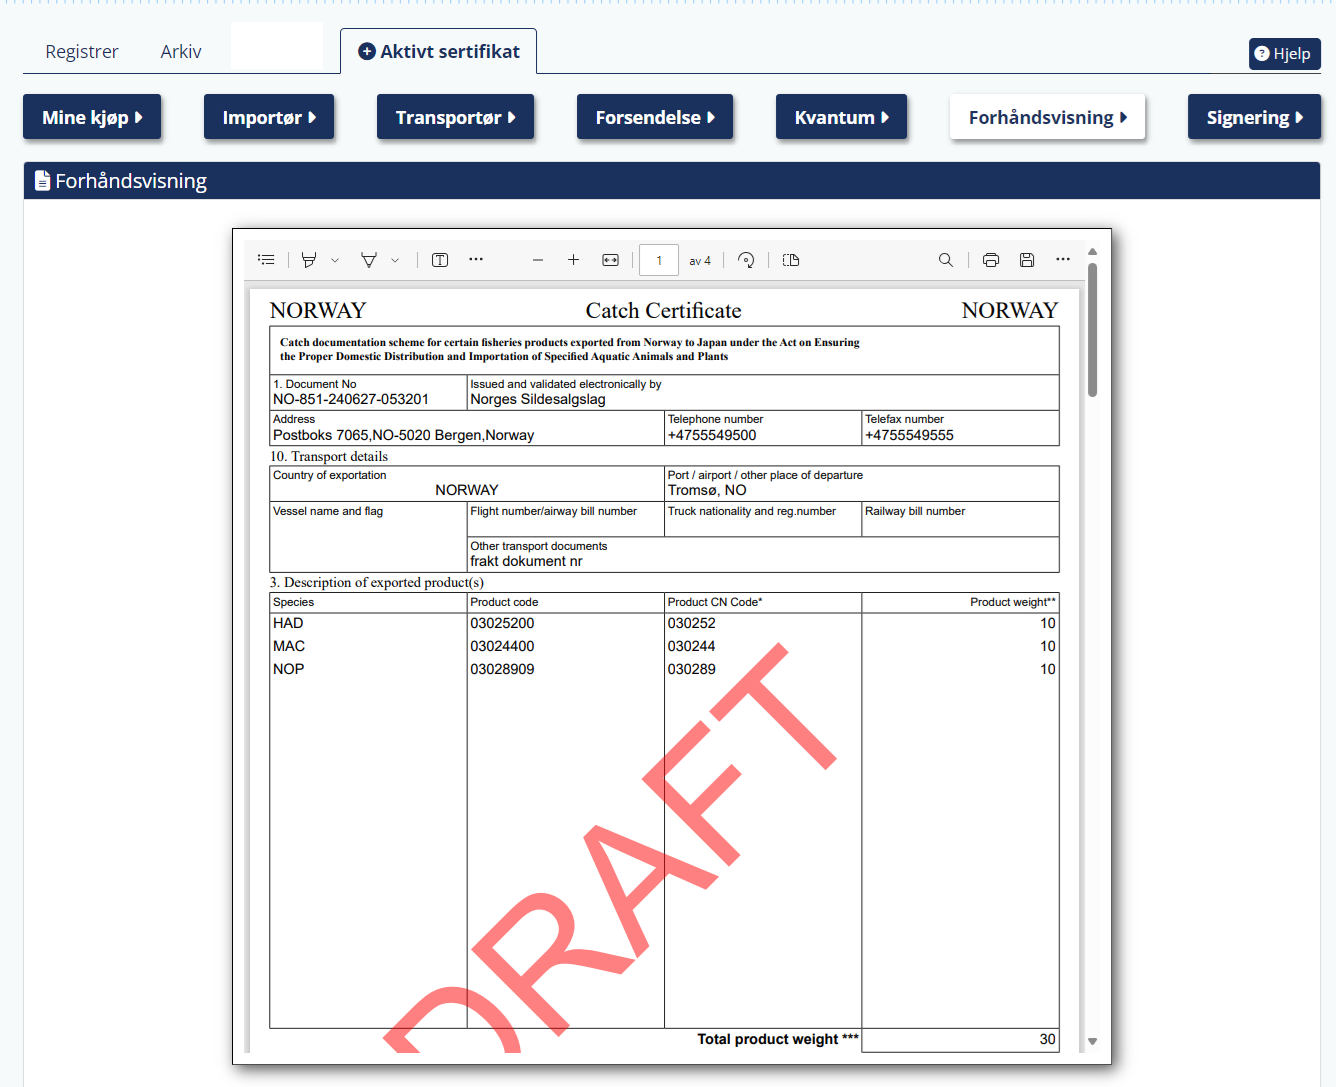 Registrer Arkiv Aktivt sertifikat Hjelp
Mine kjøp Importør Transportør Forsendelse Kvantum Forhåndsvisning Signering
Forhåndsvisning
1 av 4
NORWAY Catch Certificate NORWAY
Catch documentation scheme for certain fisheries products exported from Norway to Japan under the Act on Ensuring
the Proper Domestic Distribution and Importation of Specified Aquatic Animals and Plants
1. Document No Issued and validated electronically by
NO-851-240627-053201 Norges Sildesalgslag
Address Telephone number Telefax number
Postboks 7065,NO-5020 Bergen,Norway +4755549500 +4755549555
10. Transport details
Country of exportation Port / airport / other place of departure
NORWAY Tromsø, NO
Vessel name and flag Flight number/airway bill number Truck nationality and reg.number Railway bill number
Other transport documents
frakt dokument nr
3. Description of exported product(s)
Species Product code Product CN Code* Product weight**
HAD 03025200 030252 10
MAC 03024400 030244 10
NOP 03028909 030289 10
DRAFT
Total product weight *** 30